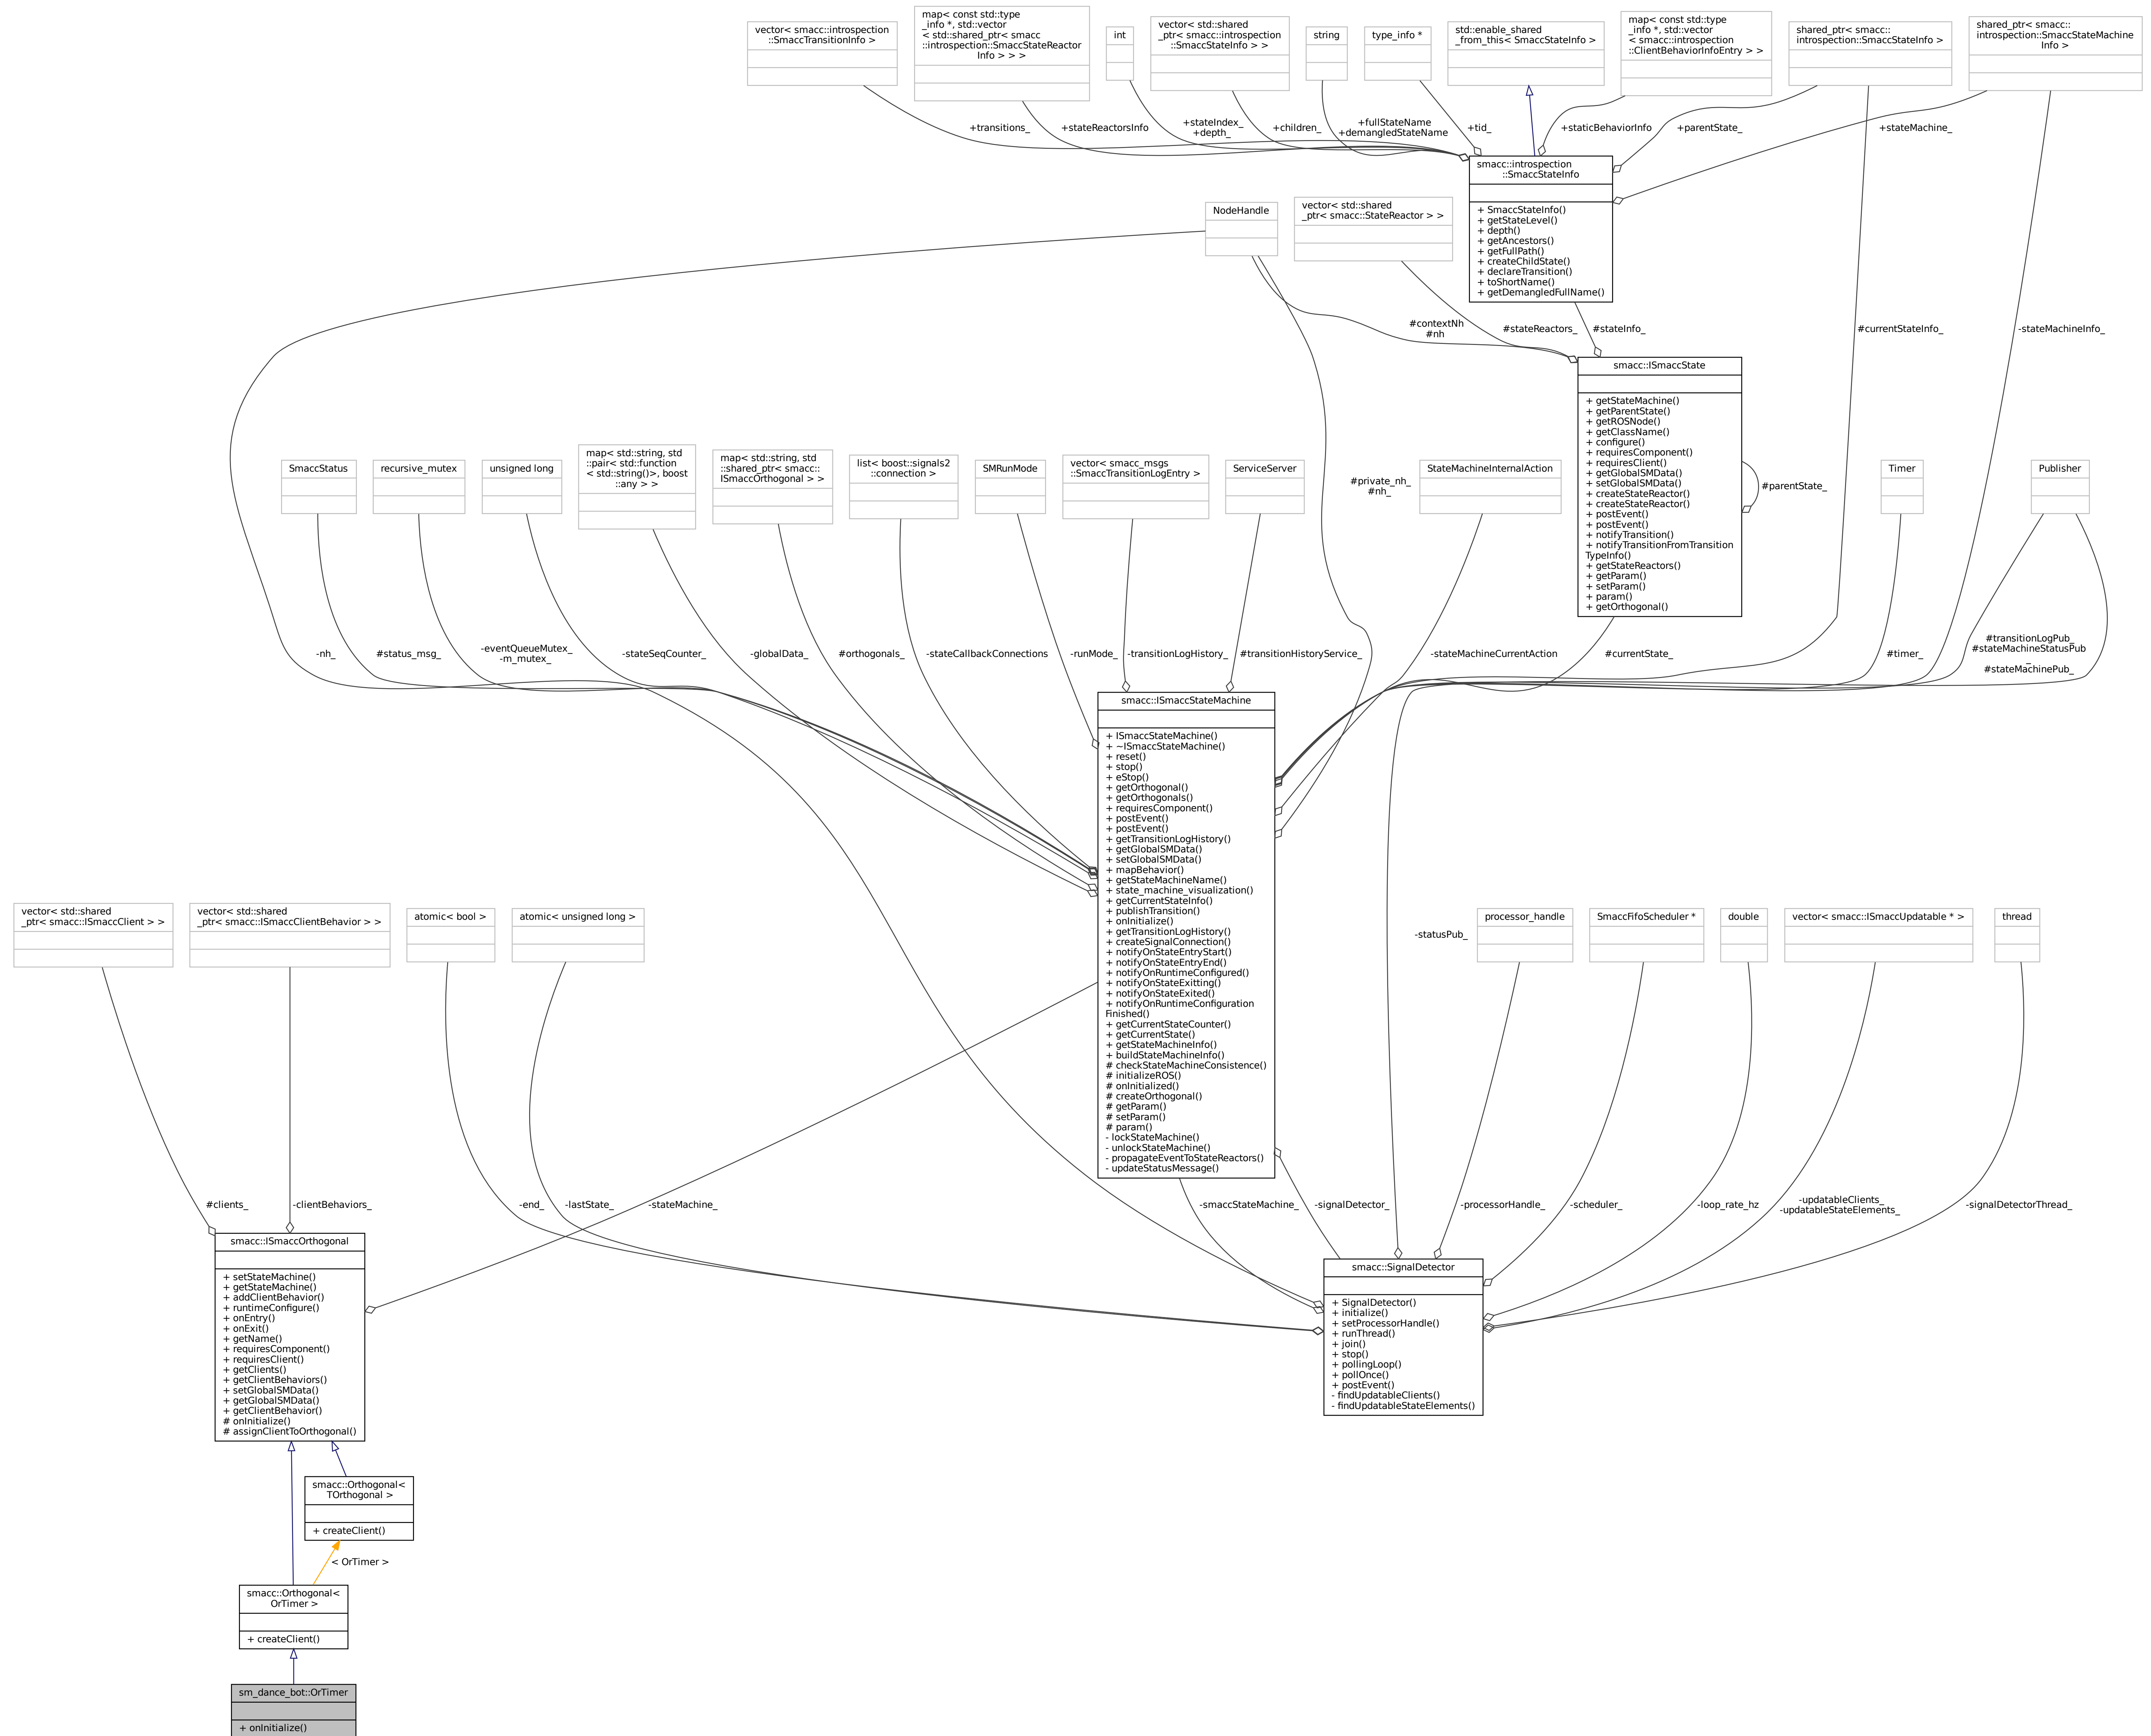 vector< smacc::introspection
::SmaccTransitionInfo >
map< const std::type
_info *, std::vector
< std::shared_ptr< smacc
::introspection::SmaccStateReactor
Info > > >
int
vector< std::shared
_ptr< smacc::introspection
::SmaccStateInfo > >
string
type_info *
std::enable_shared
_from_this< SmaccStateInfo >
map< const std::type
_info *, std::vector
< smacc::introspection
::ClientBehaviorInfoEntry > >
shared_ptr< smacc::
introspection::SmaccStateInfo >
shared_ptr< smacc::
introspection::SmaccStateMachine
Info >
+transitions_
+stateReactorsInfo
+stateIndex_
+depth_
+children_
+fullStateName
+demangledStateName
+tid_
+staticBehaviorInfo
+parentState_
+stateMachine_
smacc::introspection
::SmaccStateInfo
+ SmaccStateInfo()
+ getStateLevel()
+ depth()
+ getAncestors()
+ getFullPath()
+ createChildState()
+ declareTransition()
+ toShortName()
+ getDemangledFullName()
NodeHandle
vector< std::shared
_ptr< smacc::StateReactor > >
#contextNh
#nh
#stateReactors_
#stateInfo_
#currentStateInfo_
-stateMachineInfo_
smacc::ISmaccState
+ getStateMachine()
+ getParentState()
+ getROSNode()
+ getClassName()
+ configure()
+ requiresComponent()
+ requiresClient()
+ getGlobalSMData()
+ setGlobalSMData()
+ createStateReactor()
+ createStateReactor()
+ postEvent()
+ postEvent()
+ notifyTransition()
+ notifyTransitionFromTransition
TypeInfo()
+ getStateReactors()
+ getParam()
+ setParam()
+ param()
+ getOrthogonal()
#parentState_
SmaccStatus
recursive_mutex
unsigned long
map< std::string, std
::pair< std::function
< std::string()>, boost
::any > >
map< std::string, std
::shared_ptr< smacc::
ISmaccOrthogonal > >
list< boost::signals2
::connection >
SMRunMode
vector< smacc_msgs
::SmaccTransitionLogEntry >
ServiceServer
#private_nh_
#nh_
StateMachineInternalAction
Timer
Publisher
-nh_
#status_msg_
-eventQueueMutex_
-m_mutex_
-stateSeqCounter_
-globalData_
#orthogonals_
-stateCallbackConnections
-runMode_
-transitionLogHistory_
#transitionHistoryService_
-stateMachineCurrentAction
#currentState_
#timer_
#transitionLogPub_
#stateMachineStatusPub
_
#stateMachinePub_
smacc::ISmaccStateMachine
+ ISmaccStateMachine()
+ ~ISmaccStateMachine()
+ reset()
+ stop()
+ eStop()
+ getOrthogonal()
+ getOrthogonals()
+ requiresComponent()
+ postEvent()
+ postEvent()
+ getTransitionLogHistory()
+ getGlobalSMData()
+ setGlobalSMData()
+ mapBehavior()
+ getStateMachineName()
+ state_machine_visualization()
+ getCurrentStateInfo()
+ publishTransition()
+ onInitialize()
+ getTransitionLogHistory()
+ createSignalConnection()
+ notifyOnStateEntryStart()
+ notifyOnStateEntryEnd()
+ notifyOnRuntimeConfigured()
+ notifyOnStateExitting()
+ notifyOnStateExited()
+ notifyOnRuntimeConfiguration
Finished()
+ getCurrentStateCounter()
+ getCurrentState()
+ getStateMachineInfo()
+ buildStateMachineInfo()
# checkStateMachineConsistence()
# initializeROS()
# onInitialized()
# createOrthogonal()
# getParam()
# setParam()
# param()
- lockStateMachine()
- unlockStateMachine()
- propagateEventToStateReactors()
- updateStatusMessage()
vector< std::shared
_ptr< smacc::ISmaccClient > >
vector< std::shared
_ptr< smacc::ISmaccClientBehavior > >
atomic< bool >
atomic< unsigned long >
-statusPub_
processor_handle
SmaccFifoScheduler *
double
vector< smacc::ISmaccUpdatable * >
thread
#clients_
-clientBehaviors_
-end_
-lastState_
-stateMachine_
-smaccStateMachine_
-signalDetector_
-processorHandle_
-scheduler_
-loop_rate_hz
-updatableClients_
-updatableStateElements_
-signalDetectorThread_
smacc::ISmaccOrthogonal
+ setStateMachine()
+ getStateMachine()
+ addClientBehavior()
+ runtimeConfigure()
+ onEntry()
+ onExit()
+ getName()
+ requiresComponent()
+ requiresClient()
+ getClients()
+ getClientBehaviors()
+ setGlobalSMData()
+ getGlobalSMData()
+ getClientBehavior()
# onInitialize()
# assignClientToOrthogonal()
smacc::SignalDetector
+ SignalDetector()
+ initialize()
+ setProcessorHandle()
+ runThread()
+ join()
+ stop()
+ pollingLoop()
+ pollOnce()
+ postEvent()
- findUpdatableClients()
- findUpdatableStateElements()
smacc::Orthogonal<
TOrthogonal >
+ createClient()
< OrTimer >
smacc::Orthogonal<
OrTimer >
+ createClient()
sm_dance_bot::OrTimer
+ onInitialize()